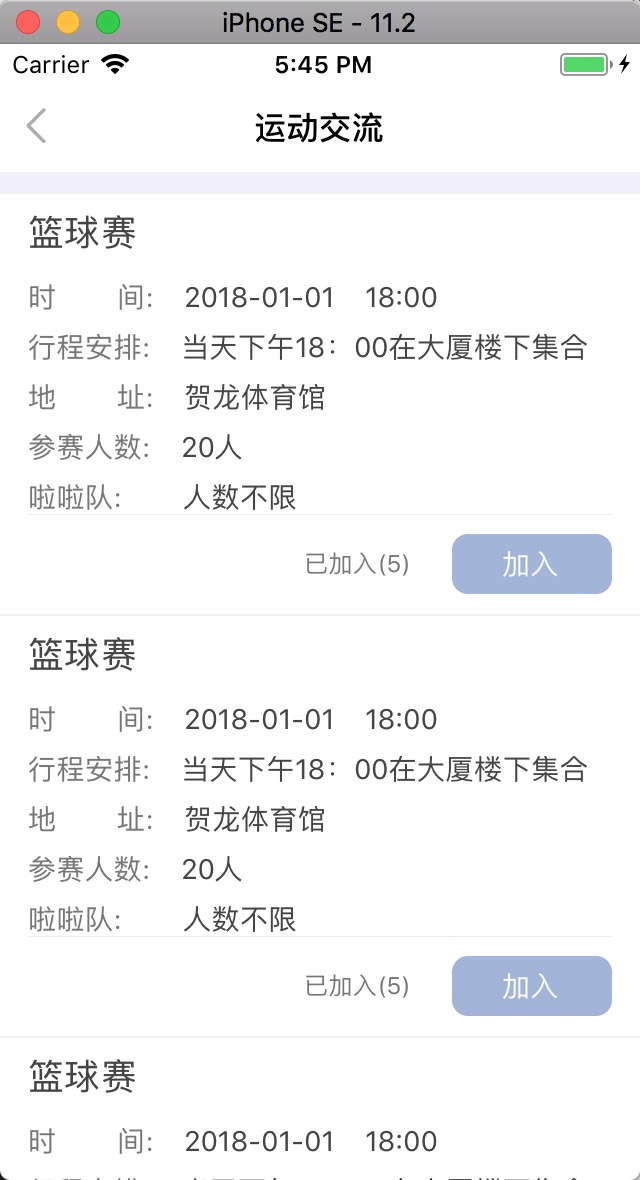 iPhone SE - 11.2
Carrier 5:45 PM
运动交流
篮球赛
时 间: 2018-01-01 18:00
行程安排: 当天下午18：00在大厦楼下集合
地 址: 贺龙体育馆
参赛人数: 20人
啦啦队: 人数不限
已加入(5) 加入
篮球赛
时 间: 2018-01-01 18:00
行程安排: 当天下午18：00在大厦楼下集合
地 址: 贺龙体育馆
参赛人数: 20人
啦啦队: 人数不限
已加入(5) 加入
篮球赛
时 间: 2018-01-01 18:00